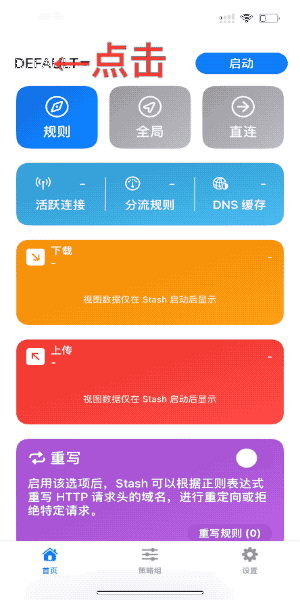 DEFAULT
点击
启动
规则
全局
直连
-
-
-
活跃连接
分流规则
DNS 缓存
下载
-
-
视图数据仅在 Stash 启动后显示
上传
-
-
视图数据仅在 Stash 启动后显示
重写
启用该选项后，Stash 可以根据正则表达式
重写 HTTP 请求头的域名，进行重定向或拒
绝特定请求。
重写规则 (0)
首页
策略组
设置